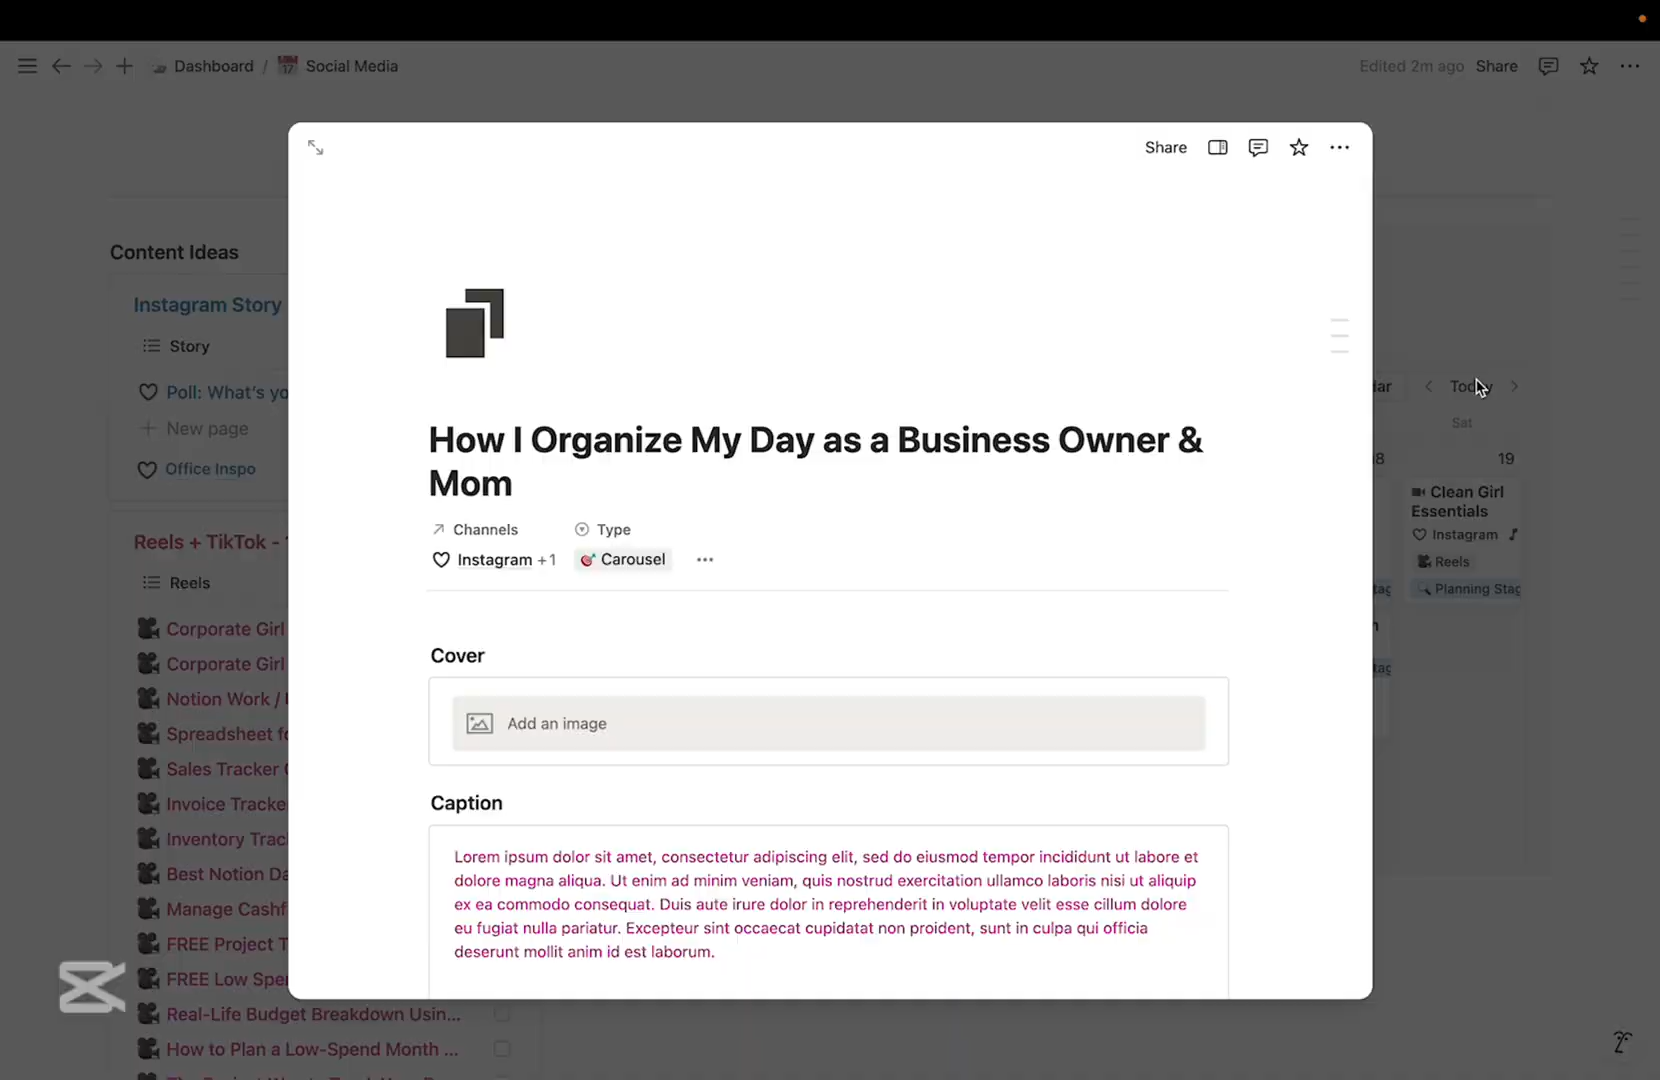 Dashboard / Social Media
Edited 2m ago Share
Share
Content Ideas
Instagram Story
Story
Poll: What's yo
New page
Office Inspo
Reels + TikTok -
Reels
Corporate Girl
Corporate Girl
Notion Work /
Spreadsheet fo
Sales Tracker
Invoice Tracke
Inventory Trac
Best Notion Da
Manage Cashf
FREE Project T
FREE Low Spe
Real-Life Budget Breakdown Usin...
How to Plan a Low-Spend Month ...
How I Organize My Day as a Business Owner &
Mom
Channels Type
Instagram +1 Carousel
Cover
Add an image
Caption
Lorem ipsum dolor sit amet, consectetur adipiscing elit, sed do eiusmod tempor incididunt ut labore et
dolore magna aliqua. Ut enim ad minim veniam, quis nostrud exercitation ullamco laboris nisi ut aliquip
ex ea commodo consequat. Duis aute irure dolor in reprehenderit in voluptate velit esse cillum dolore
eu fugiat nulla pariatur. Excepteur sint occaecat cupidatat non proident, sunt in culpa qui officia
deserunt mollit anim id est laborum.
Today
Sat
19
Clean Girl
Essentials
Instagram
Reels
Planning Stag